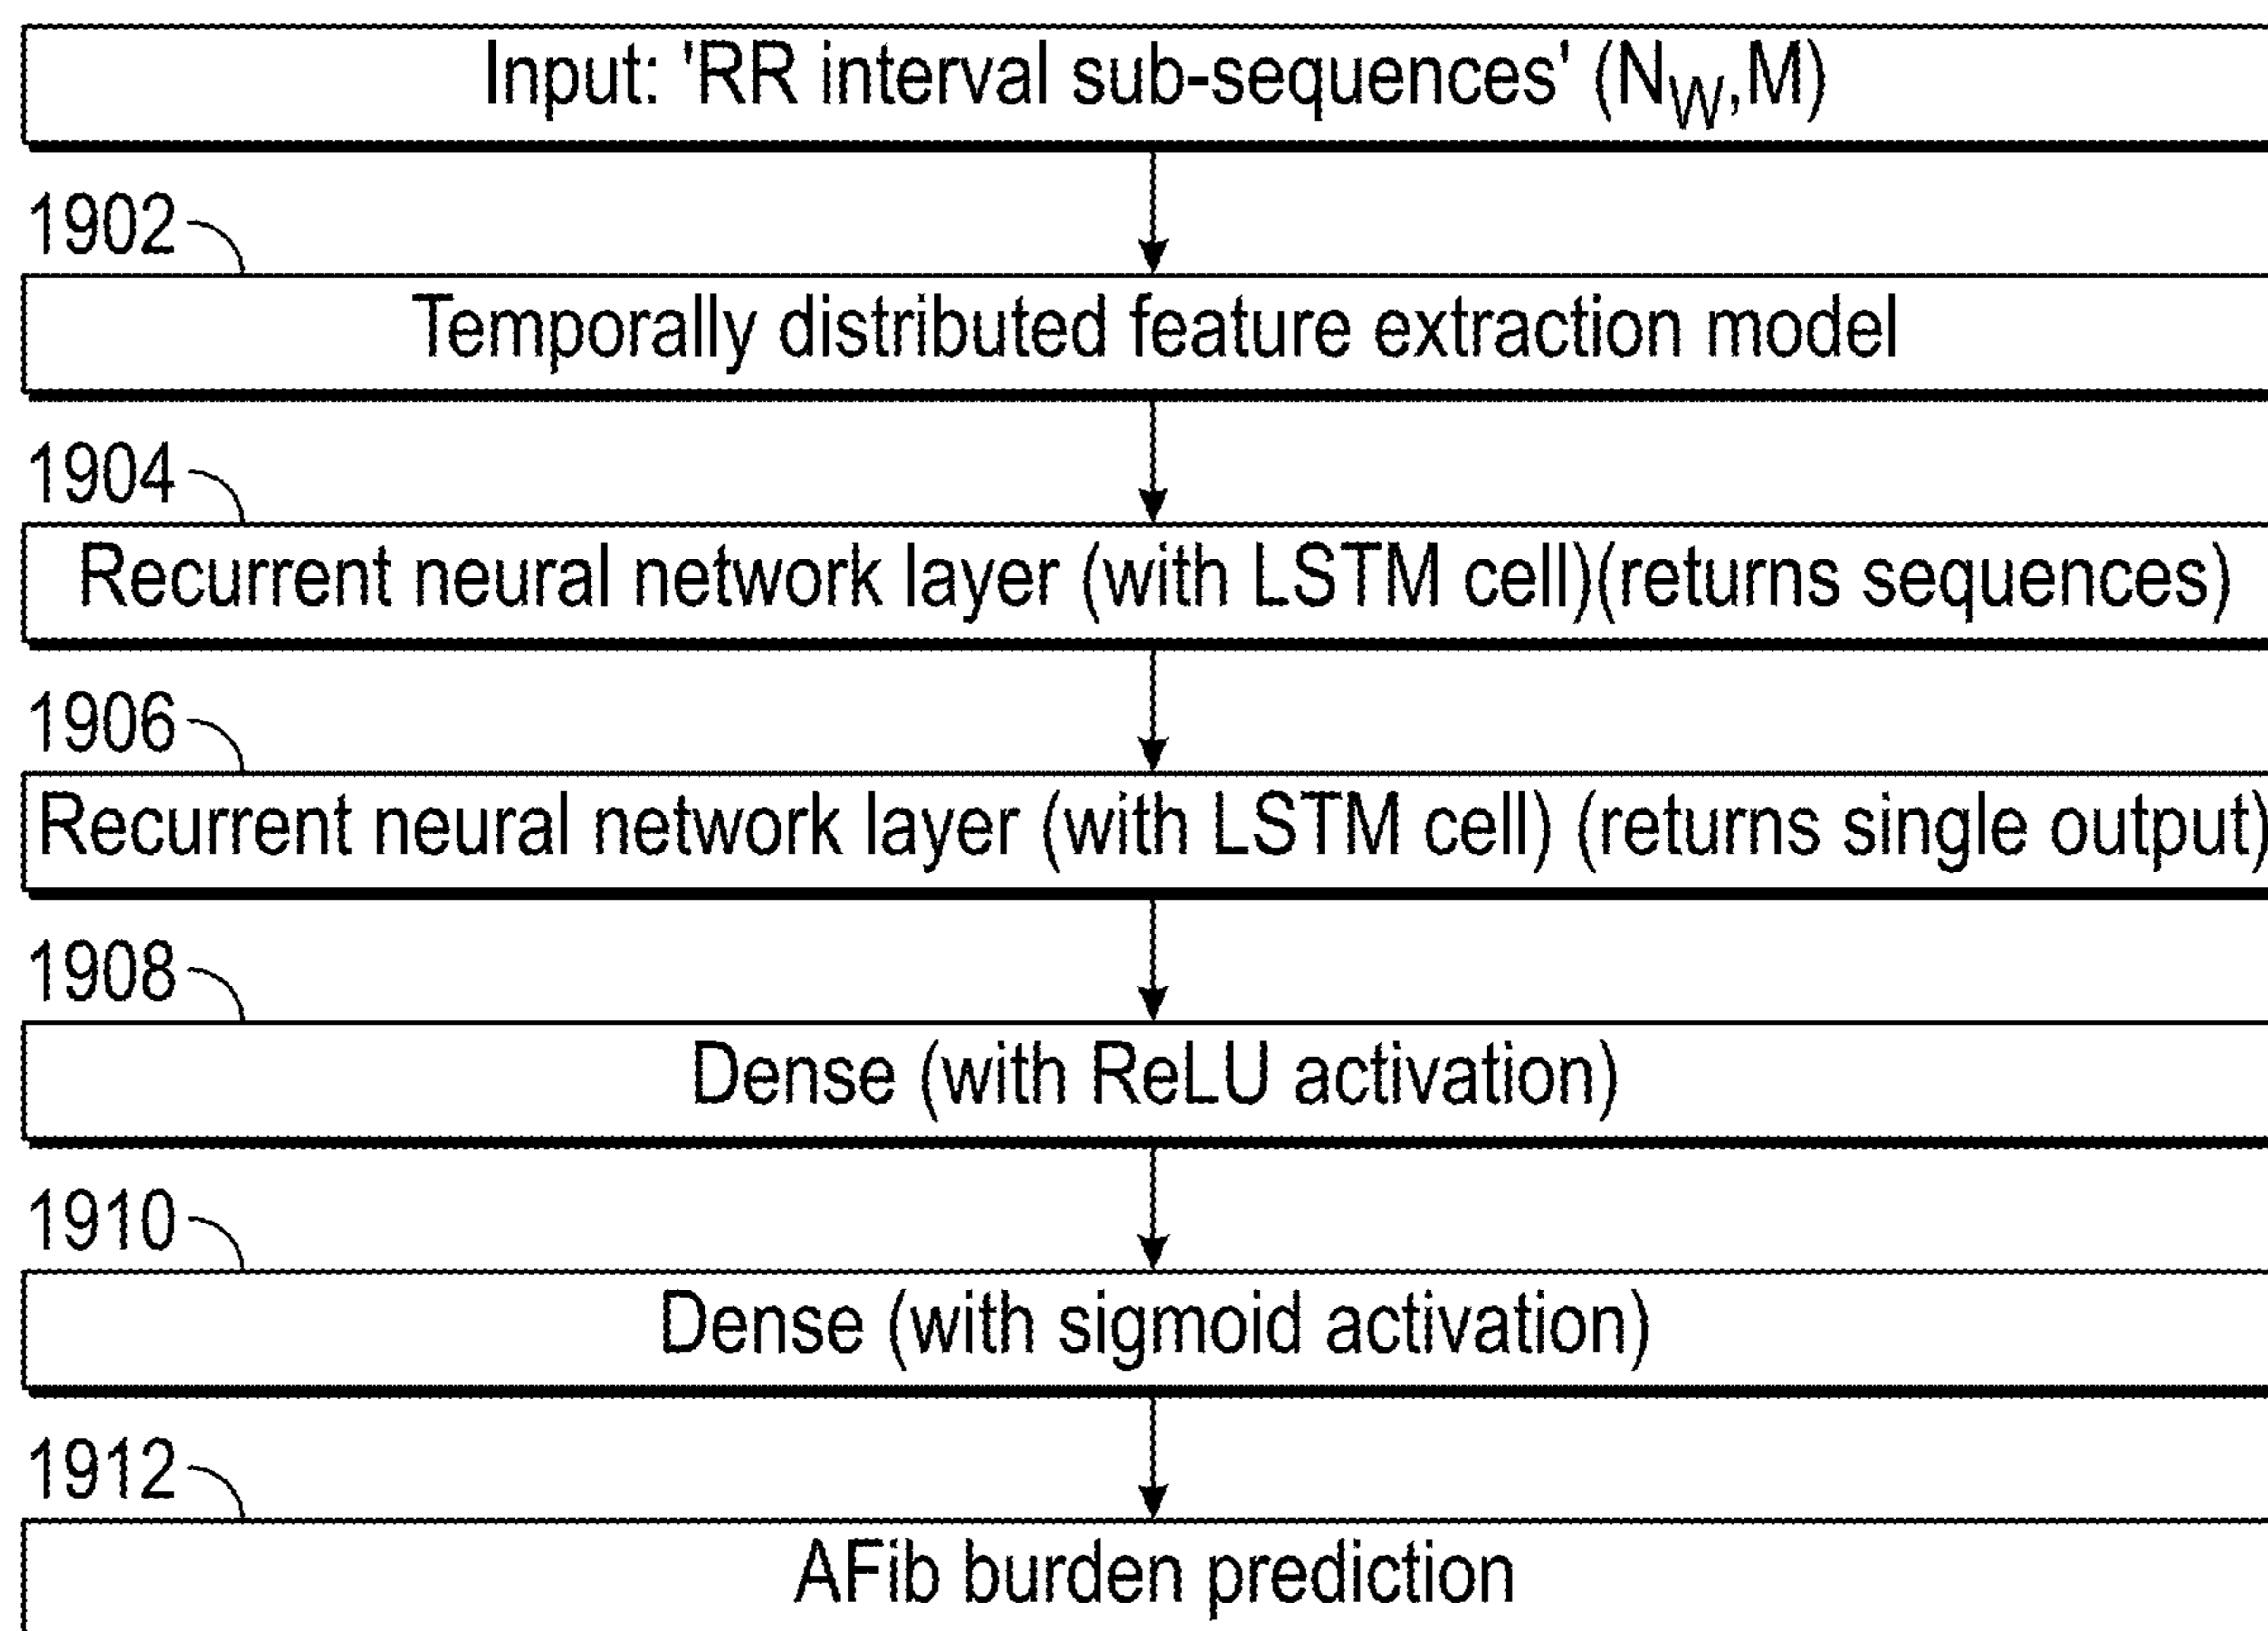 Input: 'RR interval sub-sequences' (NW,M)
1902
Temporally distributed feature extraction model
1904
Recurrent neural network layer (with LSTM cell)(returns sequences)
1906
Recurrent neural network layer (with LSTM cell) (returns single output)
1908
Dense (with ReLU activation)
1910
Dense (with sigmoid activation)
1912
AFib burden prediction